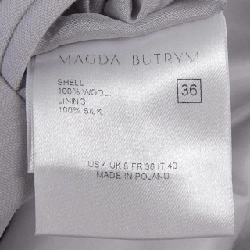 MAGDA BUTRYM
SHELL
100% WOOL
LINING
100% SILK
36
US 4 UK 8 FR 36 IT 40
MADE IN POLAND